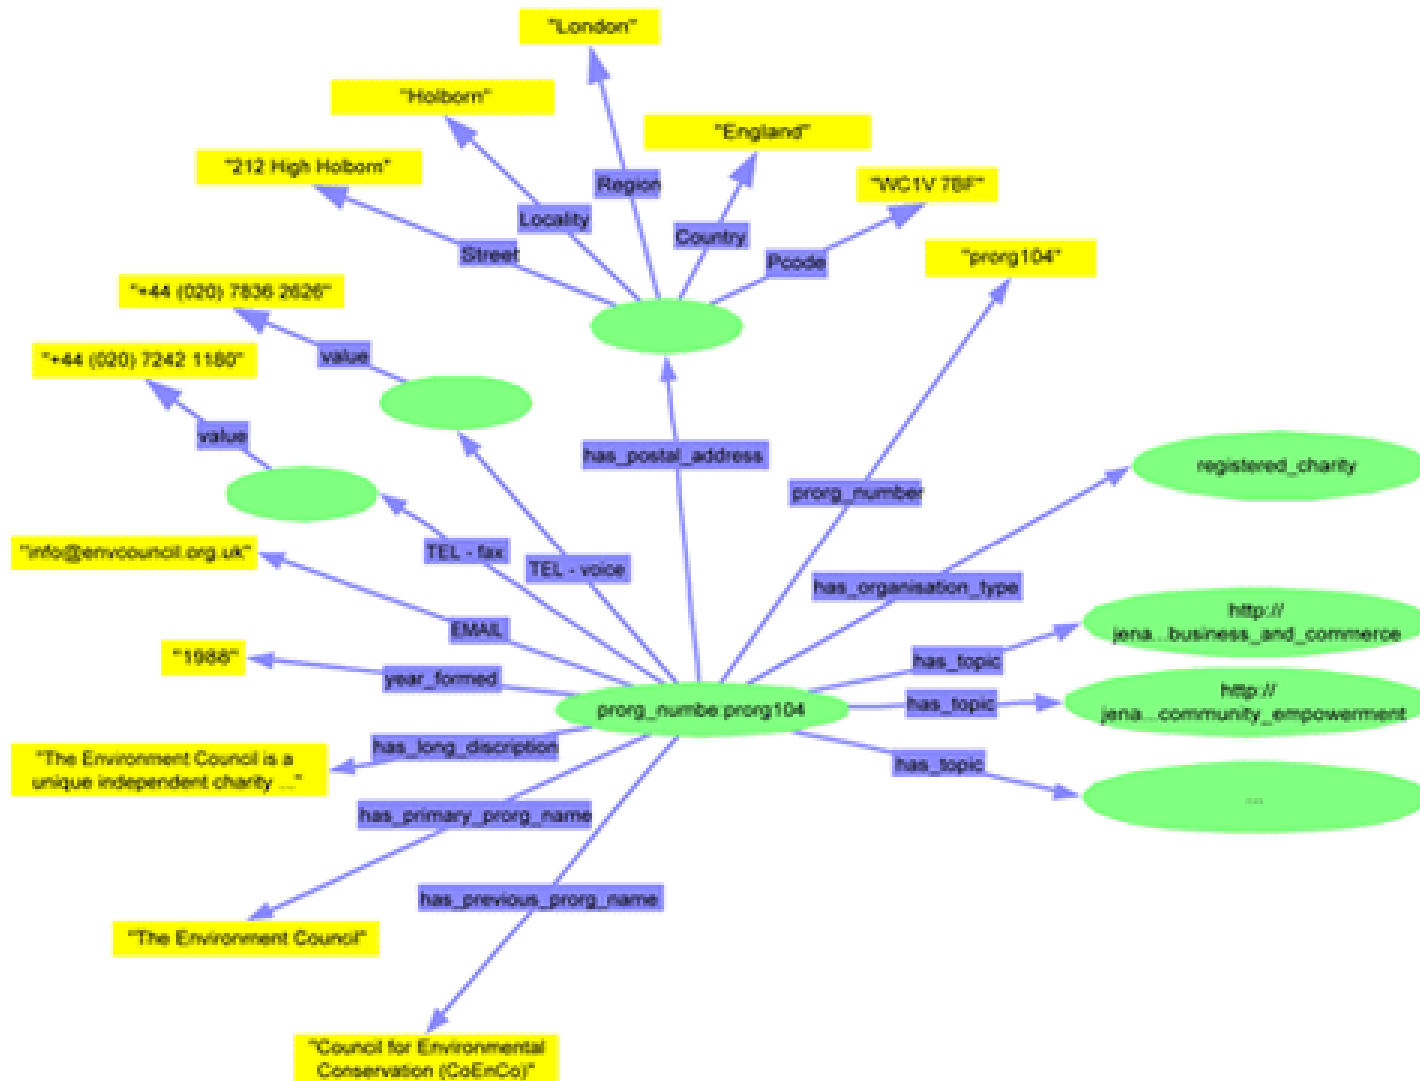 "London"
"Holborn"
"England"
"212 High Holborn"
Region
"WC1V 7BF"
Locality
Country
Street
Pcode
"prorg104"
"+44 (020) 7836 2626"
value
"+44 (020) 7242 1180"
value
has_postal_address
registered_charity
prorg_number
"info@envcouncil.org.uk"
TEL - fax
TEL - voice
has_organisation_type
http://
jena...business_and_commerce
EMAIL
"1988"
year_formed
has_topic
http://
jena...community_empowerment
has_topic
prorg_numbe prorg104
has_long_discription
"The Environment Council is a
unique independent charity ..."
has_topic
...
has_primary_prorg_name
has_previous_prorg_name
"The Environment Council"
"Council for Environmental
Conservation (CoEnCo)"